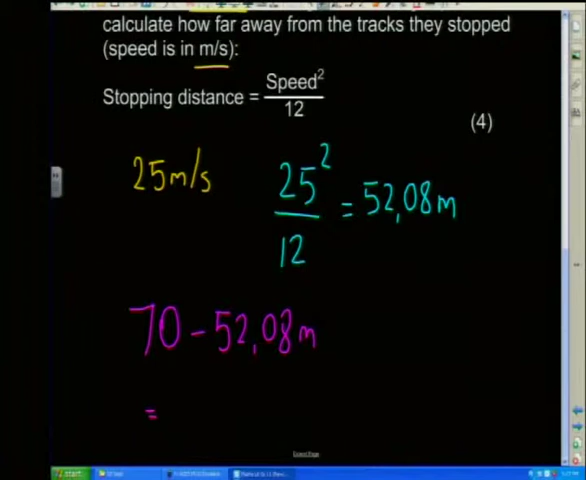 calculate how far away from the tracks they stopped
(speed is in m/s):
Stopping distance = Speed²
12
(4)
25m/s
25² = 52,08m
12
70 - 52,08m
=
start